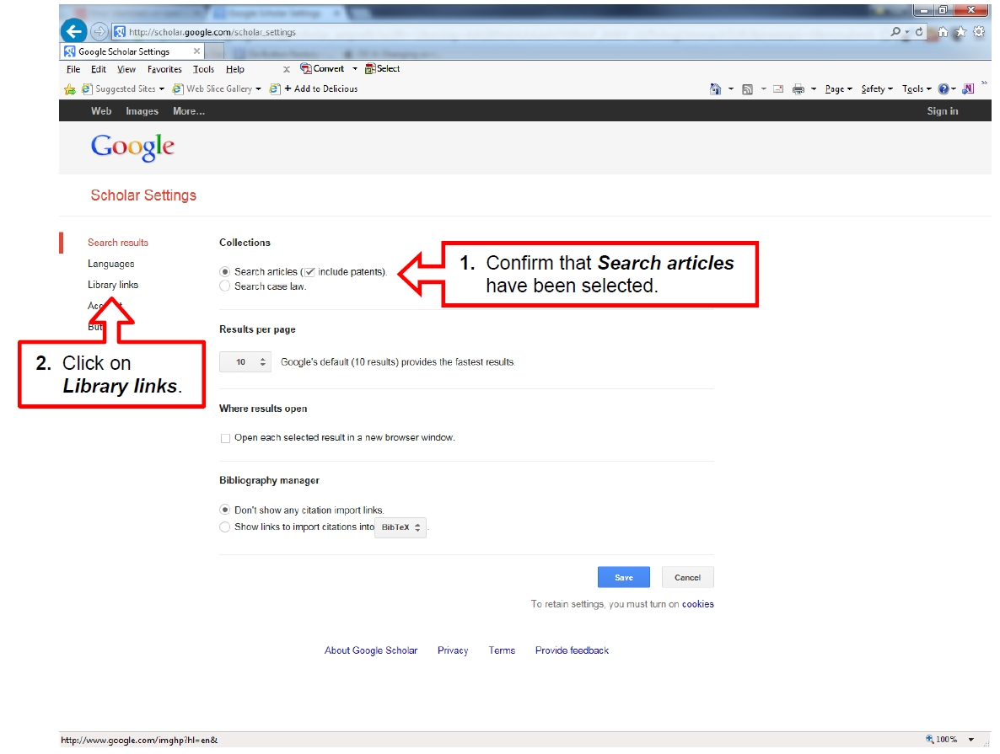 http://scholar.google.com/scholar_settings
Google Scholar Settings
File Edit View Favorites Tools Help x Convert Select
Suggested Sites Web Slice Gallery + Add to Delicious Page Safety Tools
Web Images More... Sign in
Google
Scholar Settings
Search results
Languages
Library links
Collections
Search articles (include patents).
Search case law.
1. Confirm that Search articles
have been selected.
2. Click on
Library links.
Results per page
10 Google's default (10 results) provides the fastest results.
Where results open
Open each selected result in a new browser window.
Bibliography manager
Don't show any citation import links.
Show links to import citations into BibTeX .
Save Cancel
To retain settings, you must turn on cookies
About Google Scholar Privacy Terms Provide feedback
http://www.google.com/imghp?hl=en& 100%